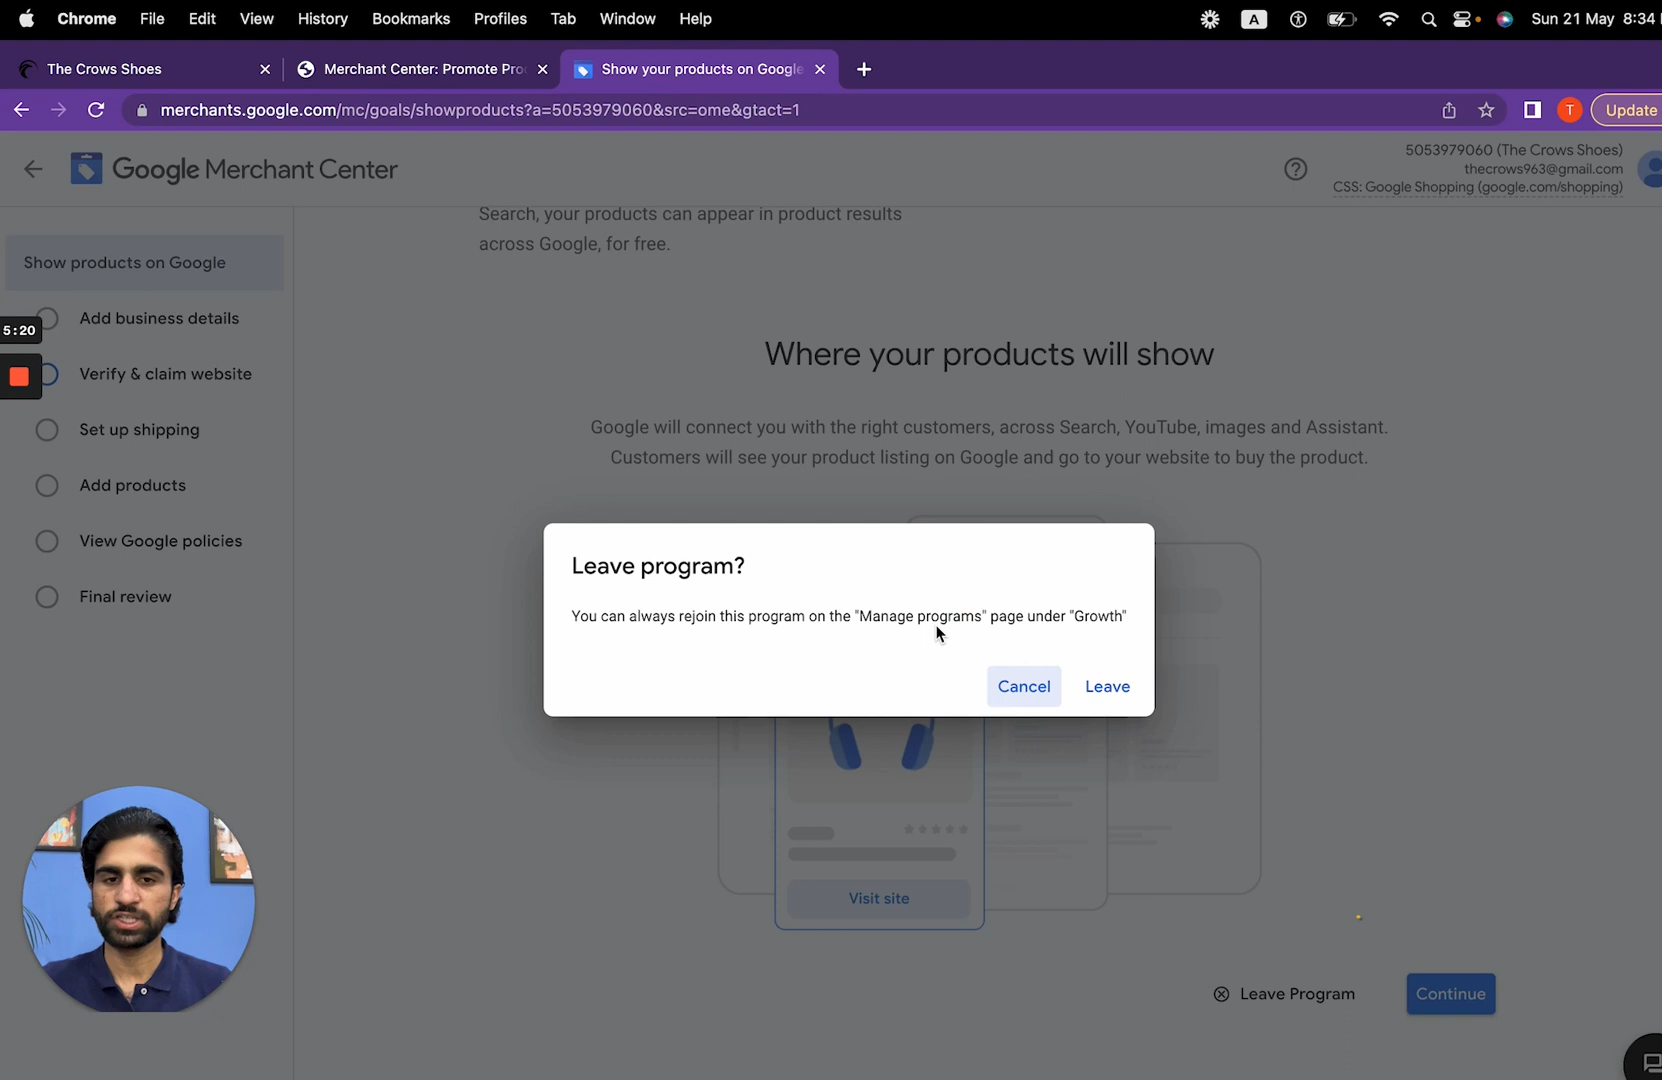 Chrome File Edit View History Bookmarks Profiles Tab Window Help
A
Sun 21 May 8:34
The Crows Shoes
Merchant Center: Promote Pro
Show your products on Google
merchants.google.com/mc/goals/showproducts?a=5053979060&src=ome&gtact=1
T
Update
Google Merchant Center
5053979060 (The Crows Shoes)
thecrows963@gmail.com
CSS: Google Shopping (google.com/shopping)
Show products on Google
Add business details
5:20
Verify & claim website
Set up shipping
Add products
View Google policies
Final review
Search, your products can appear in product results
across Google, for free.
Where your products will show
Google will connect you with the right customers, across Search, YouTube, images and Assistant.
Customers will see your product listing on Google and go to your website to buy the product.
Leave program?
You can always rejoin this program on the "Manage programs" page under "Growth"
Cancel
Leave
Visit site
Leave Program
Continue